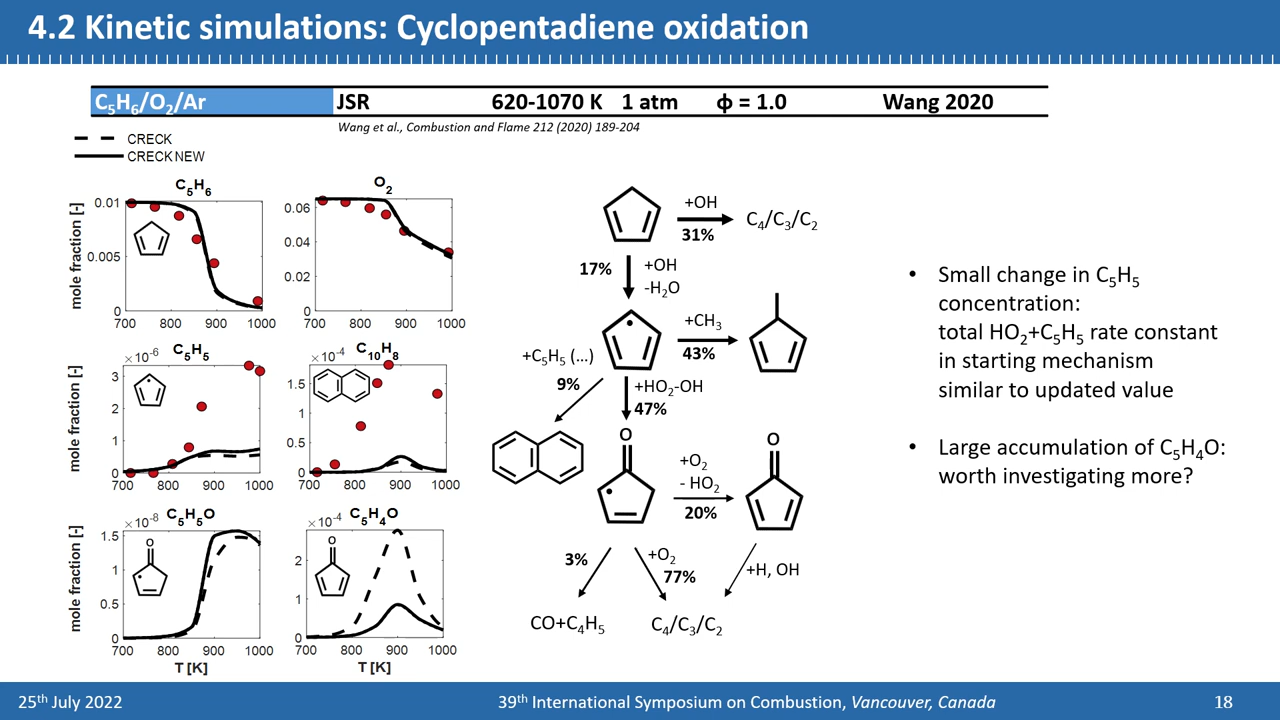 4.2 Kinetic simulations: Cyclopentadiene oxidation
C5H6/O2/Ar JSR 620-1070 K 1 atm ϕ = 1.0 Wang 2020
Wang et al., Combustion and Flame 212 (2020) 189-204
CRECK
CRECK NEW
C5H6
mole fraction [-]
0.01
0.005
0
700 800 900 1000
O2
0.06
0.04
0.02
0
700 800 900 1000
C5H5
×10-6
mole fraction [-]
3
2
1
0
700 800 900 1000
C10H8
×10-4
1.5
1
0.5
0
700 800 900 1000
C5H5O
×10-8
mole fraction [-]
1.5
1
0.5
0
O
700 800 900 1000
T [K]
C5H4O
×10-4
2
1
0
O
700 800 900 1000
T [K]
+OH
31%
C4/C3/C2
17%
+OH
-H2O
+CH3
43%
+C5H5 (...)
9%
+HO2-OH
47%
O
+O2
- HO2
20%
O
3%
+O2
77%
+H, OH
CO+C4H5
C4/C3/C2
• Small change in C5H5
concentration:
total HO2+C5H5 rate constant
in starting mechanism
similar to updated value
• Large accumulation of C5H4O:
worth investigating more?
25th July 2022
39th International Symposium on Combustion, Vancouver, Canada
18